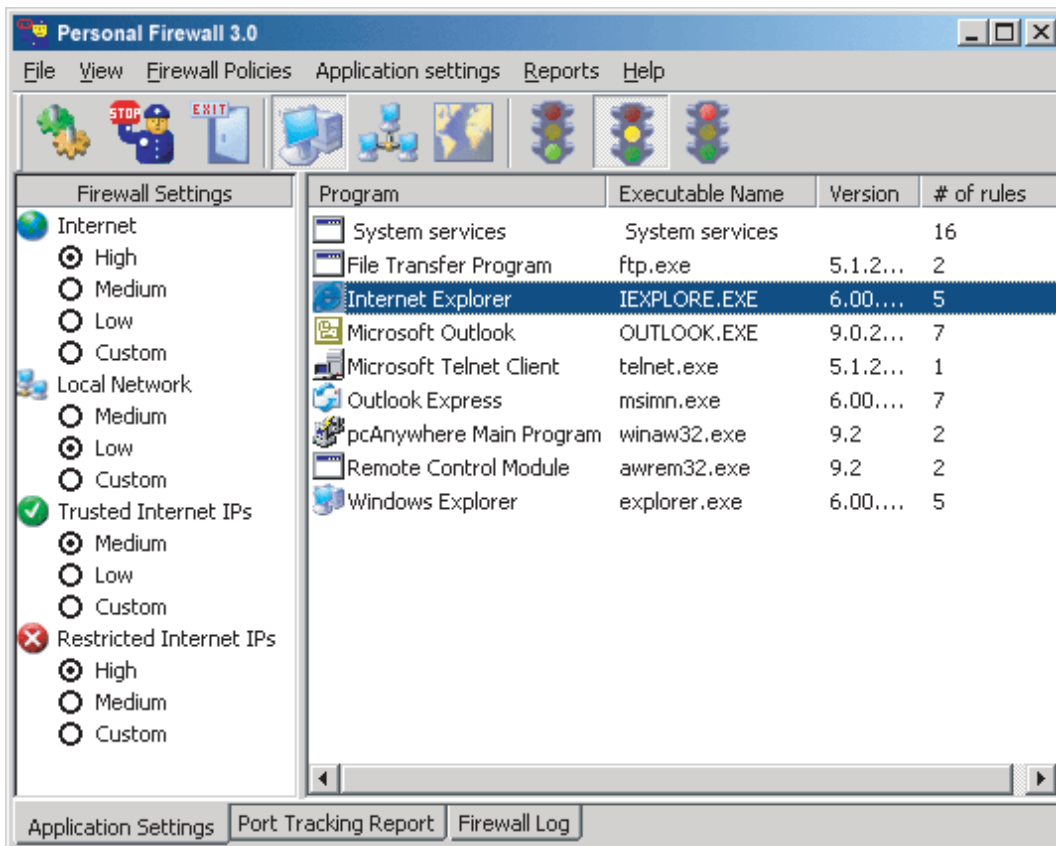 Personal Firewall 3.0
File View Firewall Policies Application settings Reports Help
STOP EXIT
Firewall Settings
Internet
High
Medium
Low
Custom
Local Network
Medium
Low
Custom
Trusted Internet IPs
Medium
Low
Custom
Restricted Internet IPs
High
Medium
Custom
Program Executable Name Version # of rules
System services System services 16
File Transfer Program ftp.exe 5.1.2... 2
Internet Explorer IEXPLORE.EXE 6.00.... 5
Microsoft Outlook OUTLOOK.EXE 9.0.2... 7
Microsoft Telnet Client telnet.exe 5.1.2... 1
Outlook Express msimn.exe 6.00.... 7
pcAnywhere Main Program winaw32.exe 9.2 2
Remote Control Module awrem32.exe 9.2 2
Windows Explorer explorer.exe 6.00.... 5
Application Settings Port Tracking Report Firewall Log